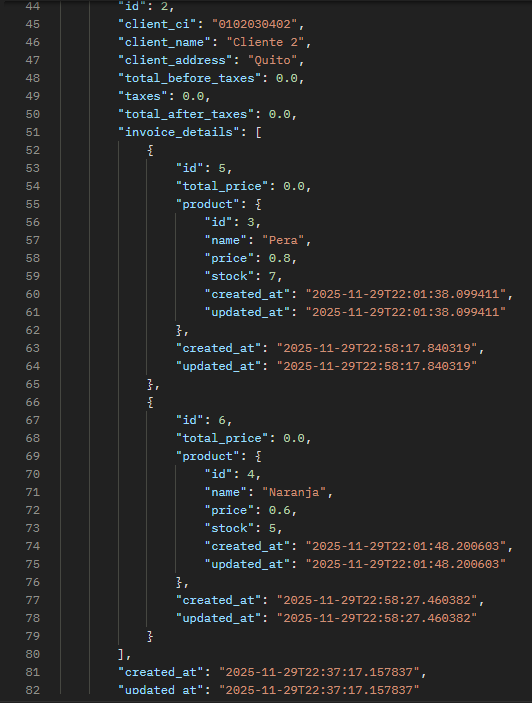 44 "id": 2,
45 "client_ci": "0102030402",
46 "client_name": "Cliente 2",
47 "client_address": "Quito",
48 "total_before_taxes": 0.0,
49 "taxes": 0.0,
50 "total_after_taxes": 0.0,
51 "invoice_details": [
52 {
53 "id": 5,
54 "total_price": 0.0,
55 "product": {
56 "id": 3,
57 "name": "Pera",
58 "price": 0.8,
59 "stock": 7,
60 "created_at": "2025-11-29T22:01:38.099411",
61 "updated_at": "2025-11-29T22:01:38.099411"
62 },
63 "created_at": "2025-11-29T22:58:17.840319",
64 "updated_at": "2025-11-29T22:58:17.840319"
65 },
66 {
67 "id": 6,
68 "total_price": 0.0,
69 "product": {
70 "id": 4,
71 "name": "Naranja",
72 "price": 0.6,
73 "stock": 5,
74 "created_at": "2025-11-29T22:01:48.200603",
75 "updated_at": "2025-11-29T22:01:48.200603"
76 },
77 "created_at": "2025-11-29T22:58:27.460382",
78 "updated_at": "2025-11-29T22:58:27.460382"
79 }
80 ],
81 "created_at": "2025-11-29T22:37:17.157837",
82 "updated_at": "2025-11-29T22:37:17.157837"